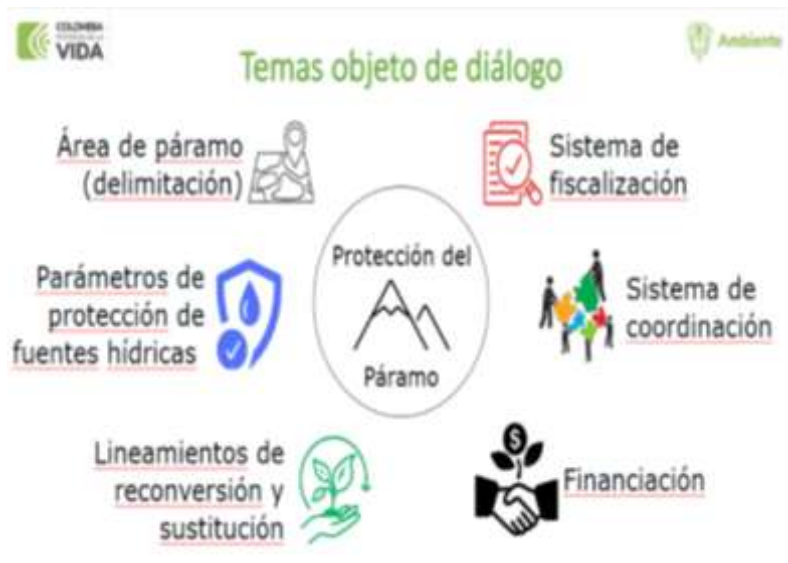 COLOMBIA
VIDA
Ambiente
Temas objeto de diálogo
Área de páramo
(delimitación)
Sistema de
fiscalización
Parámetros de
protección de
fuentes hídricas
Protección del
Páramo
Sistema de
coordinación
Lineamientos de
reconversión y
sustitución
$
Financiación